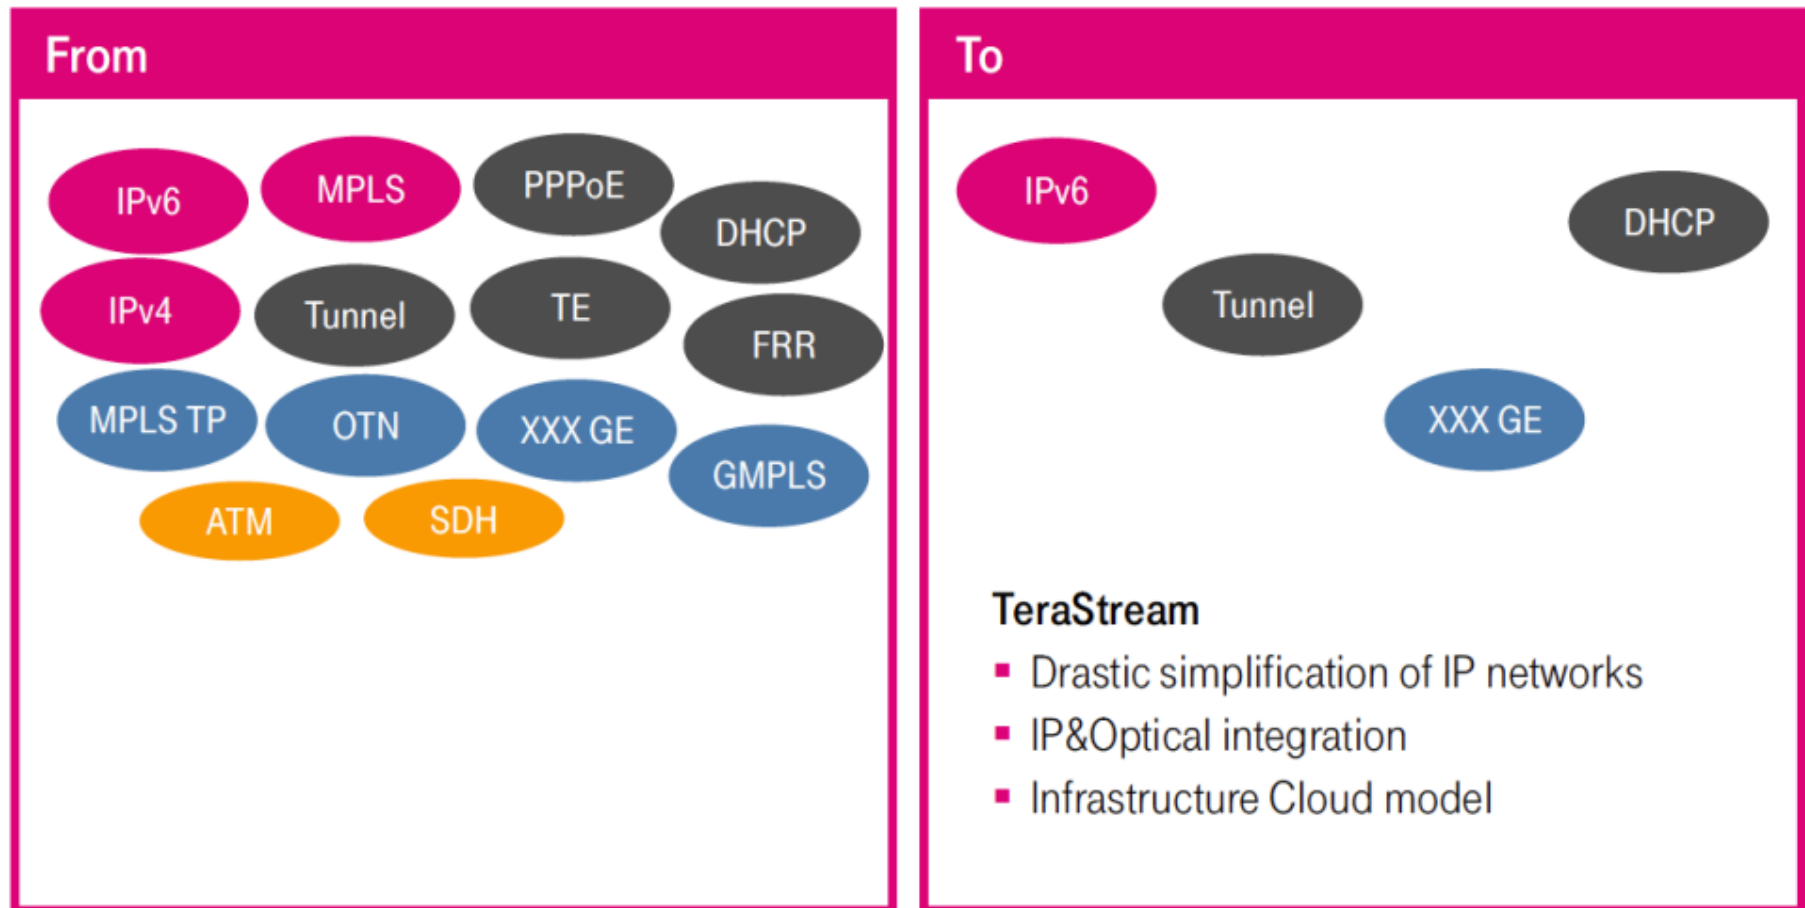 From
IPv6
MPLS
PPPoE
DHCP
IPv4
Tunnel
TE
FRR
MPLS TP
OTN
XXX GE
GMPLS
ATM
SDH
To
IPv6
DHCP
Tunnel
XXX GE
TeraStream
▪ Drastic simplification of IP networks
▪ IP&Optical integration
▪ Infrastructure Cloud model